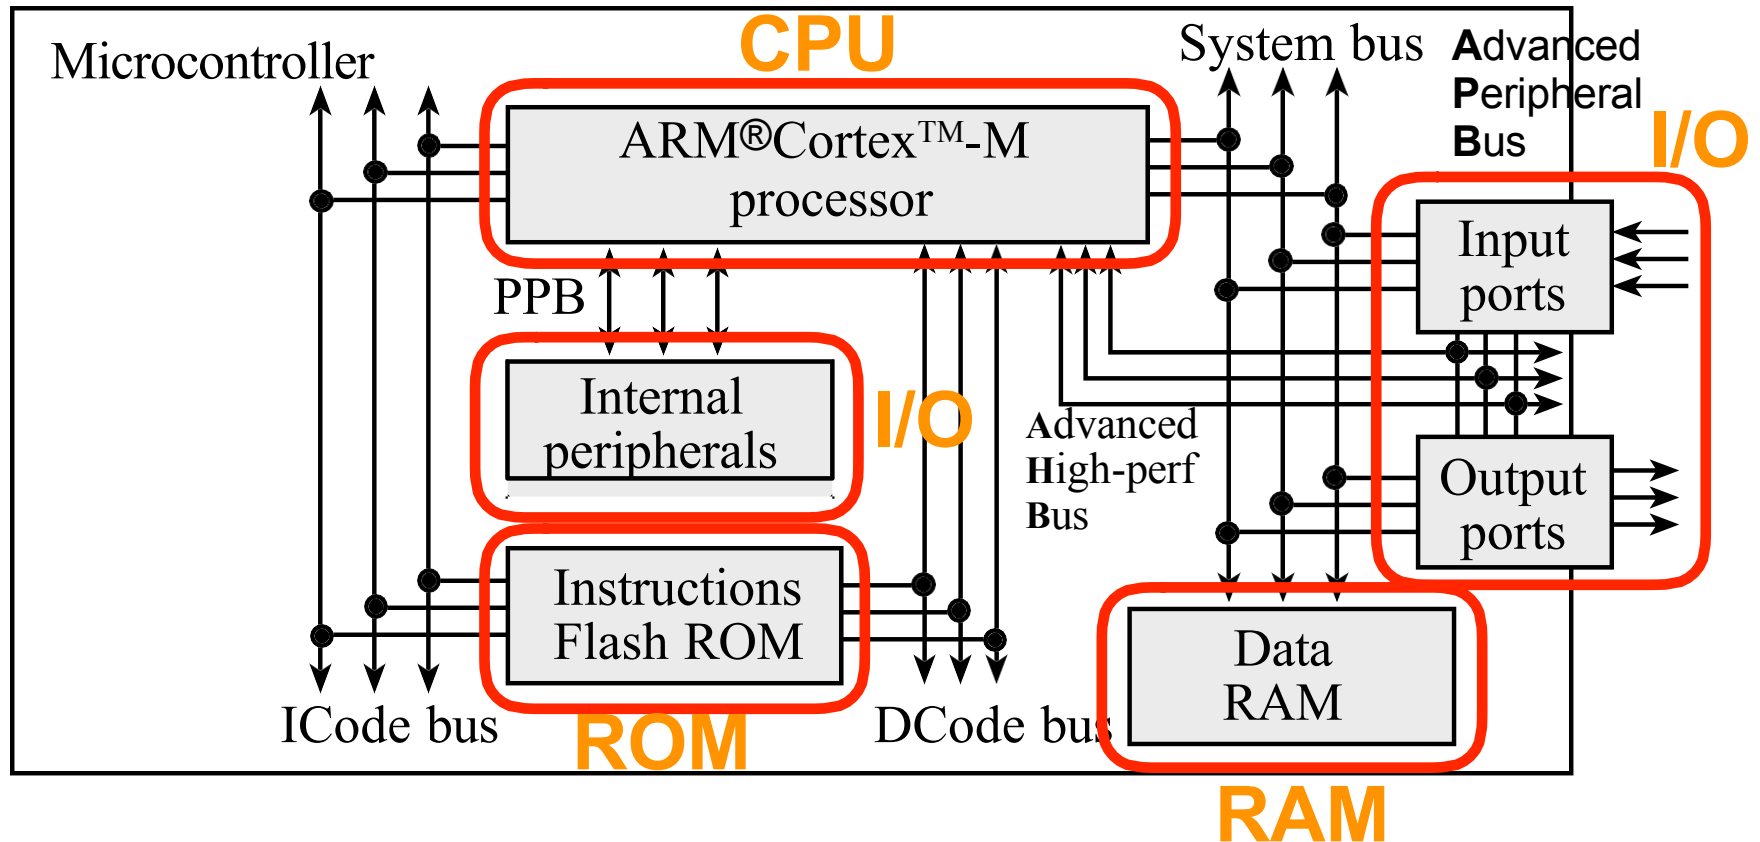 CPU
Microcontroller
System bus
Advanced
Peripheral
Bus
I/O
ARM®Cortex™-M
processor
Input
ports
PPB
Internal
peripherals
I/O
Advanced
High-perf
Bus
Output
ports
Instructions
Flash ROM
Data
RAM
ICode bus
ROM
DCode bus
RAM